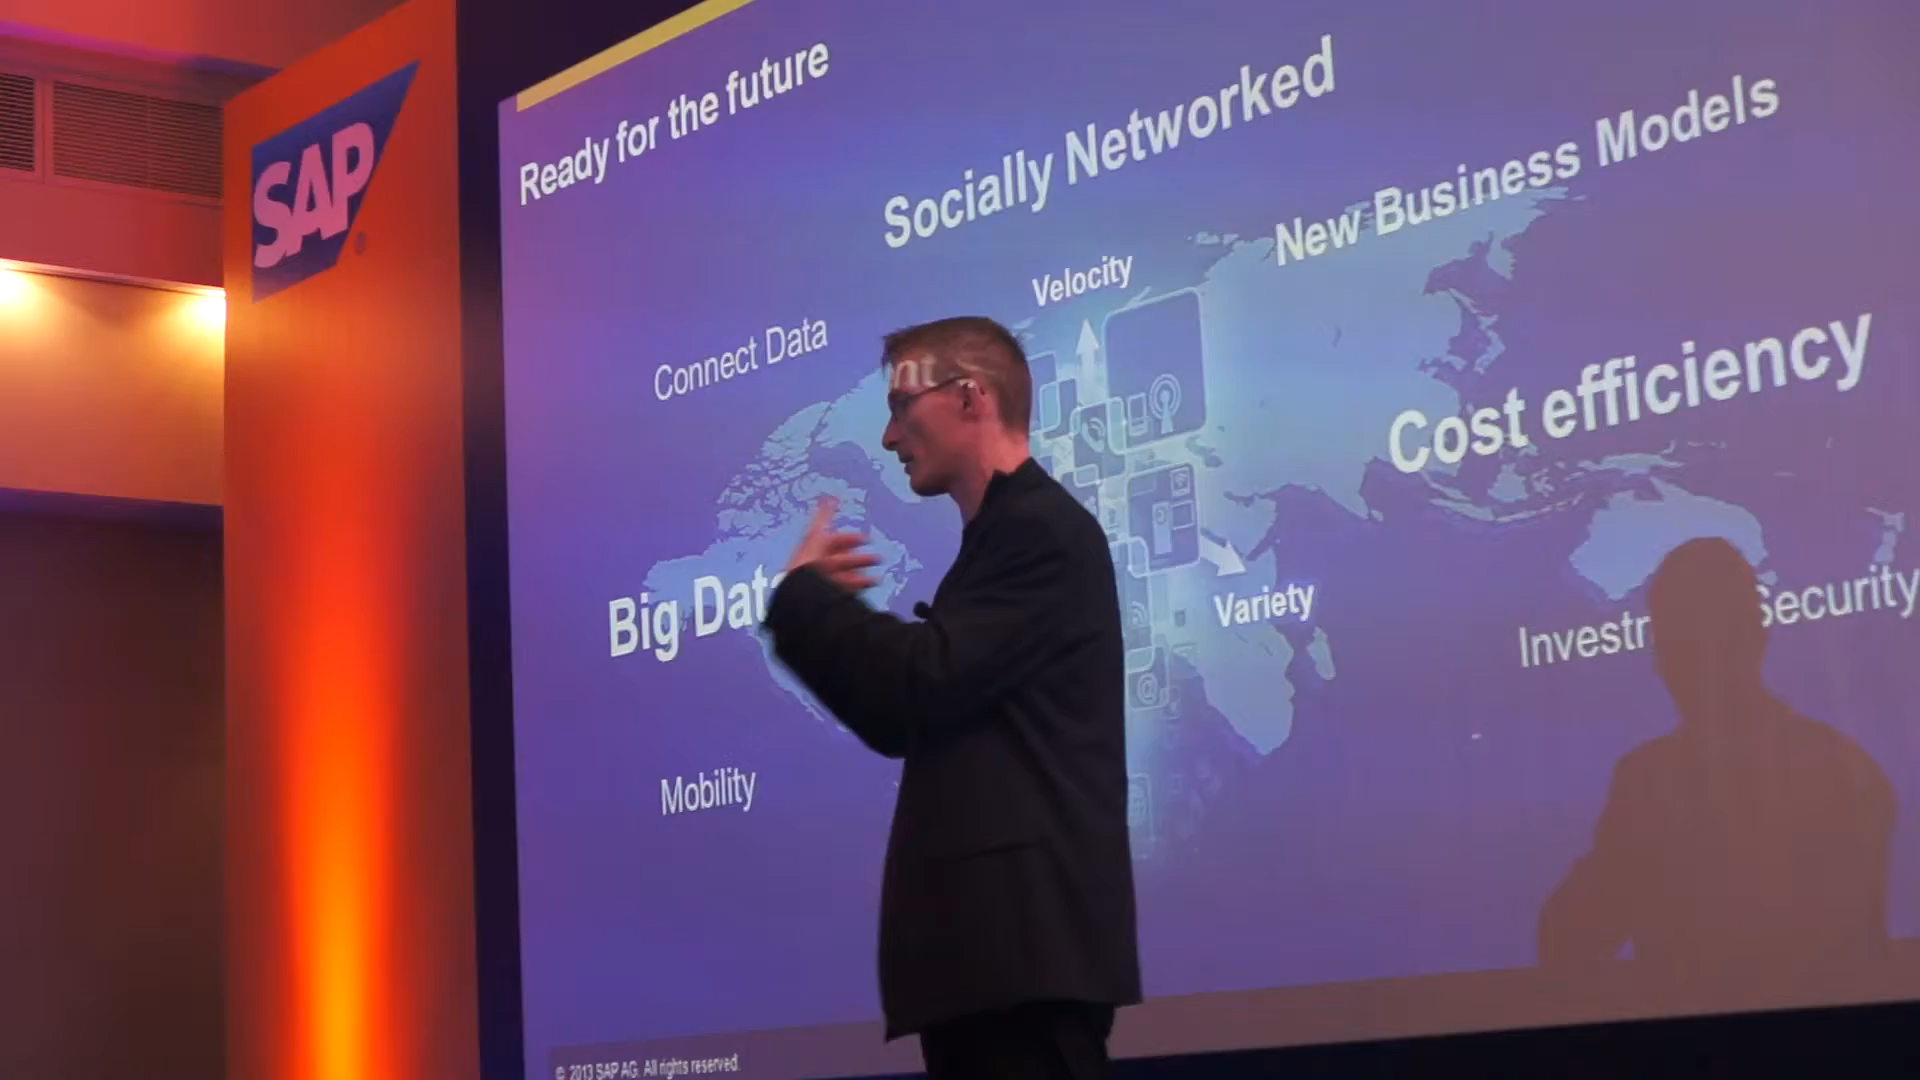 SAP
Ready for the future
Socially Networked
New Business Models
Velocity
Connect Data
Cost efficiency
Big Data
Variety
Security
Mobility
© 2013 SAP AG. All rights reserved.